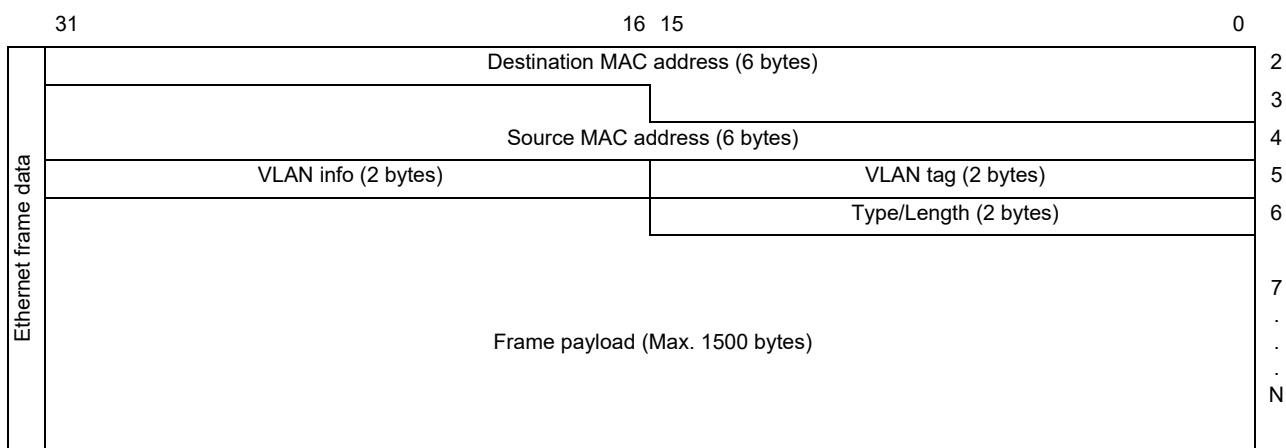 31 16 15 0
Destination MAC address (6 bytes) 2
3
Source MAC address (6 bytes) 4
VLAN info (2 bytes) VLAN tag (2 bytes) 5
Type/Length (2 bytes) 6
Ethernet frame data
7
.
.
Frame payload (Max. 1500 bytes)
.
N